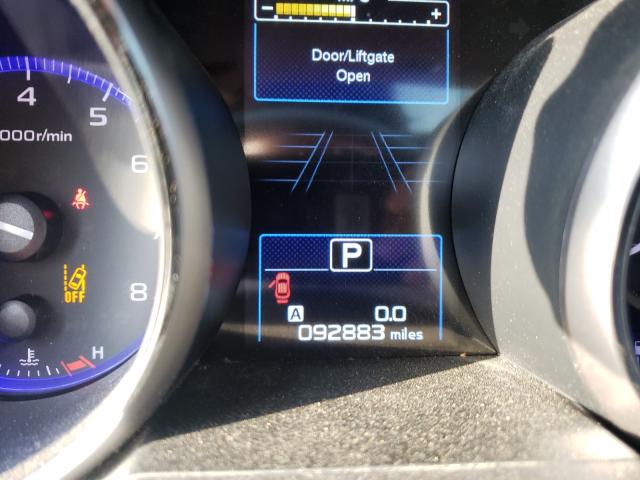 − +
Door/Liftgate
Open
4
5
000r/min
6
8
OFF
H
P
A 0.0
092883 miles